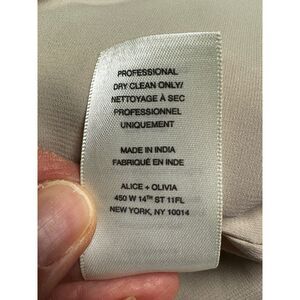 PROFESSIONAL
DRY CLEAN ONLY/
NETTOYAGE À SEC
PROFESSIONNEL
UNIQUEMENT
MADE IN INDIA
FABRIQUÉ EN INDE
ALICE + OLIVIA
450 W 14TH ST 11FL
NEW YORK, NY 10014